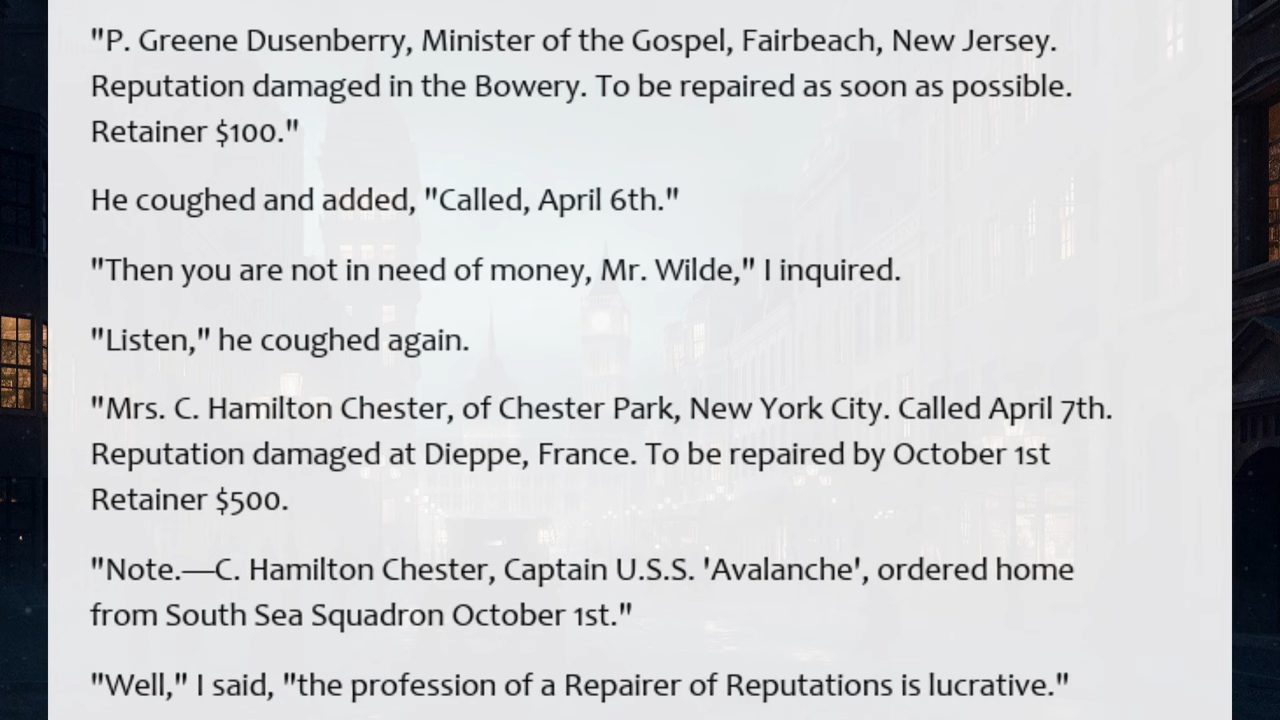 "P. Greene Dusenberry, Minister of the Gospel, Fairbeach, New Jersey.
Reputation damaged in the Bowery. To be repaired as soon as possible.
Retainer $100."
He coughed and added, "Called, April 6th."
"Then you are not in need of money, Mr. Wilde," I inquired.
"Listen," he coughed again.
"Mrs. C. Hamilton Chester, of Chester Park, New York City. Called April 7th.
Reputation damaged at Dieppe, France. To be repaired by October 1st
Retainer $500.
"Note.—C. Hamilton Chester, Captain U.S.S. 'Avalanche', ordered home
from South Sea Squadron October 1st."
"Well," I said, "the profession of a Repairer of Reputations is lucrative."